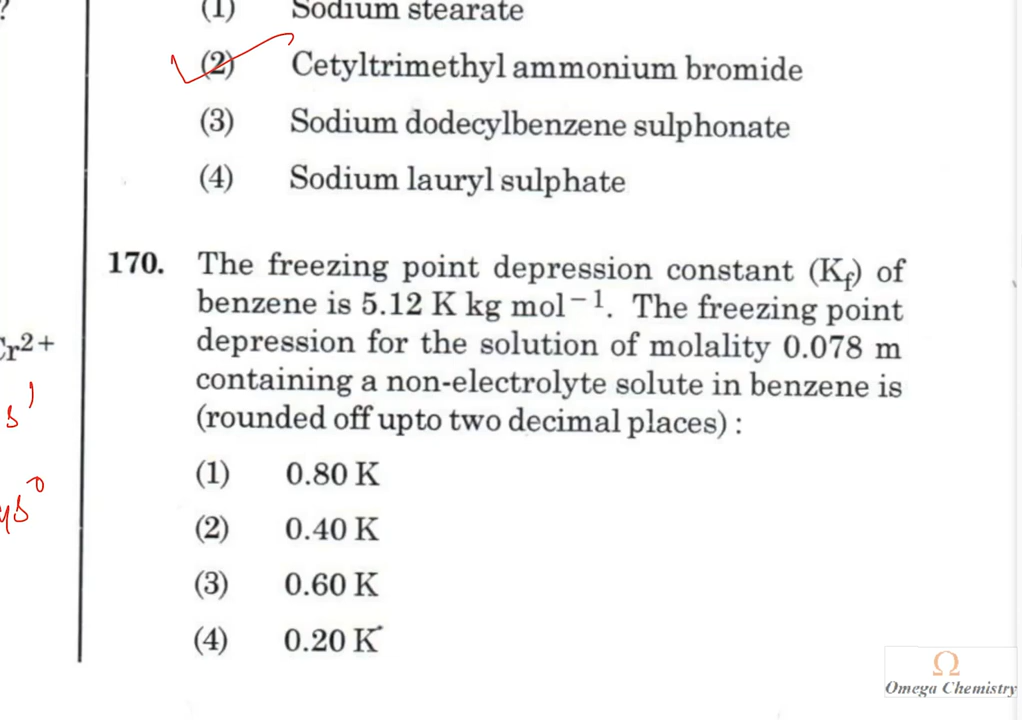 ?
(1) Sodium stearate
(2) Cetyltrimethyl ammonium bromide
(3) Sodium dodecylbenzene sulphonate
(4) Sodium lauryl sulphate
170. The freezing point depression constant (Kf) of
benzene is 5.12 K kg mol−1. The freezing point
depression for the solution of molality 0.078 m
containing a non-electrolyte solute in benzene is
(rounded off upto two decimal places) :
Cr2+
(1) 0.80 K
(2) 0.40 K
(3) 0.60 K
(4) 0.20 K
Ω
Omega Chemistry